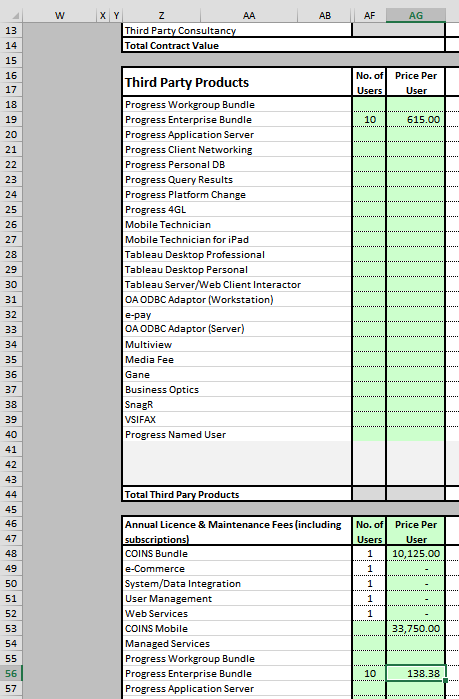 W X Y Z AA AB AF AG
13 Third Party Consultancy
14 Total Contract Value
15
16 Third Party Products No. of Price Per
17 Users User
18 Progress Workgroup Bundle
19 Progress Enterprise Bundle 10 615.00
20 Progress Application Server
21 Progress Client Networking
22 Progress Personal DB
23 Progress Query Results
24 Progress Platform Change
25 Progress 4GL
26 Mobile Technician
27 Mobile Technician for iPad
28 Tableau Desktop Professional
29 Tableau Desktop Personal
30 Tableau Server/Web Client Interactor
31 OA ODBC Adaptor (Workstation)
32 e-pay
33 OA ODBC Adaptor (Server)
34 Multiview
35 Media Fee
36 Gane
37 Business Optics
38 SnagR
39 VSIFAX
40 Progress Named User
41
42
43
44 Total Third Pary Products
45
46 Annual Licence & Maintenance Fees (including No. of Price Per
47 subscriptions) Users User
48 COINS Bundle 1 10,125.00
49 e-Commerce 1 -
50 System/Data Integration 1 -
51 User Management 1 -
52 Web Services 1 -
53 COINS Mobile 33,750.00
54 Managed Services
55 Progress Workgroup Bundle
56 Progress Enterprise Bundle 10 138.38
57 Progress Application Server